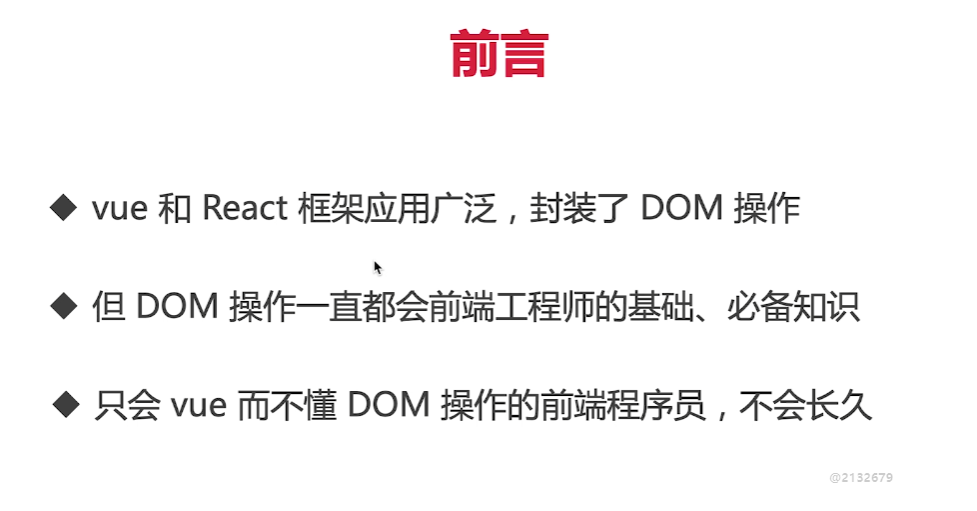 前言
◆ vue 和 React 框架应用广泛，封装了 DOM 操作
◆ 但 DOM 操作一直都会前端工程师的基础、必备知识
◆ 只会 vue 而不懂 DOM 操作的前端程序员，不会长久
@2132679